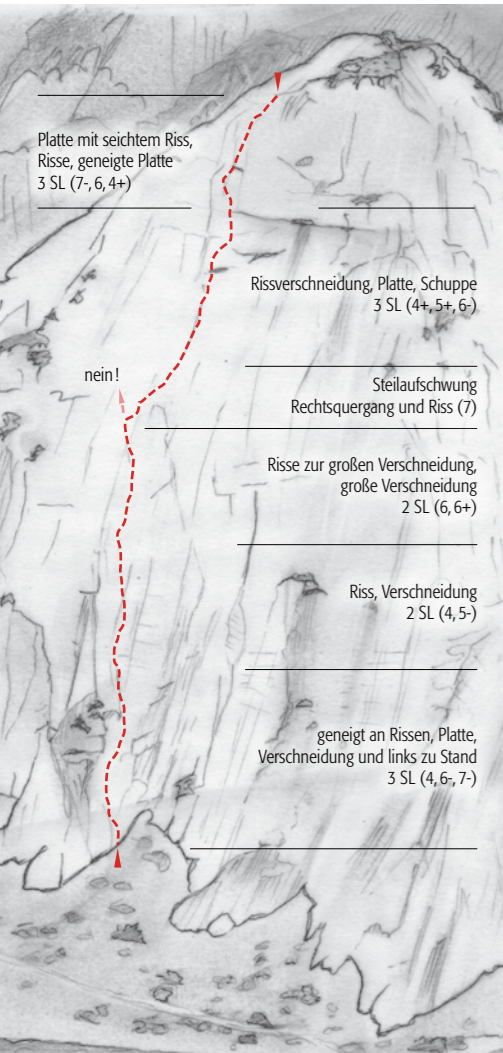 Platte mit seichtem Riss,
Risse, geneigte Platte
3 SL (7-, 6, 4+)
Rissverschneidung, Platte, Schuppe
3 SL (4+, 5+, 6-)
nein!
Steilaufschwung
Rechtsquergang und Riss (7)
Risse zur großen Verschneidung,
große Verschneidung
2 SL (6, 6+)
Riss, Verschneidung
2 SL (4, 5-)
geneigt an Rissen, Platte,
Verschneidung und links zu Stand
3 SL (4, 6-, 7-)